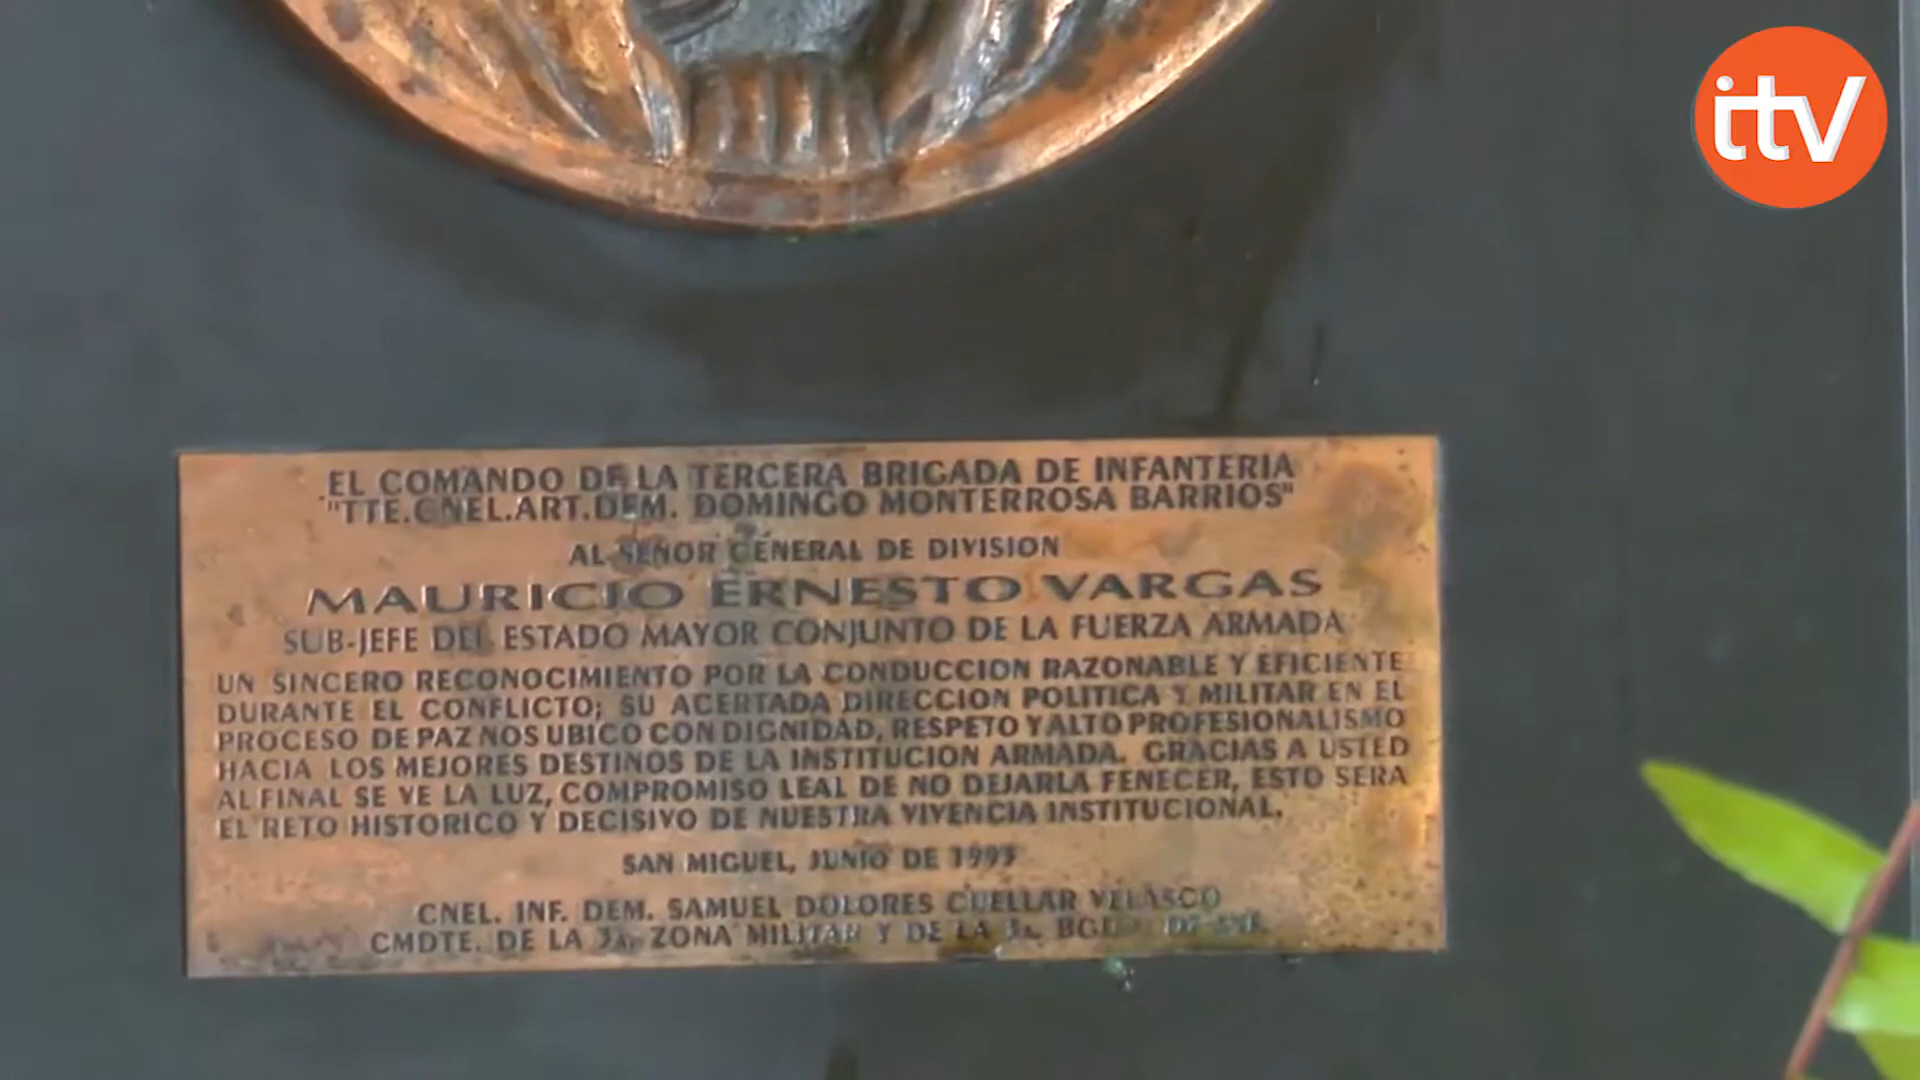 itv
EL COMANDO DE LA TERCERA BRIGADA DE INFANTERIA
"TTE.CNEL.ART.DEM. DOMINGO MONTERROSA BARRIOS"
AL SEÑOR GENERAL DE DIVISION
MAURICIO ERNESTO VARGAS
SUB-JEFE DEL ESTADO MAYOR CONJUNTO DE LA FUERZA ARMADA
UN SINCERO RECONOCIMIENTO POR LA CONDUCCION RAZONABLE Y EFICIENTE
DURANTE EL CONFLICTO; SU ACERTADA DIRECCION POLITICA Y MILITAR EN EL
PROCESO DE PAZ NOS UBICO CON DIGNIDAD, RESPETO Y ALTO PROFESIONALISMO
HACIA LOS MEJORES DESTINOS DE LA INSTITUCION ARMADA. GRACIAS A USTED
AL FINAL SE VE LA LUZ, COMPROMISO LEAL DE NO DEJARLA FENECER, ESTO SERA
EL RETO HISTORICO Y DECISIVO DE NUESTRA VIVENCIA INSTITUCIONAL.
SAN MIGUEL, JUNIO DE
CNEL. INF. DEM. SAMUEL DOLORES CUELLAR VELASCO
CMDTE. DE LA 3a. ZONA MILITAR Y DE LA 3a.